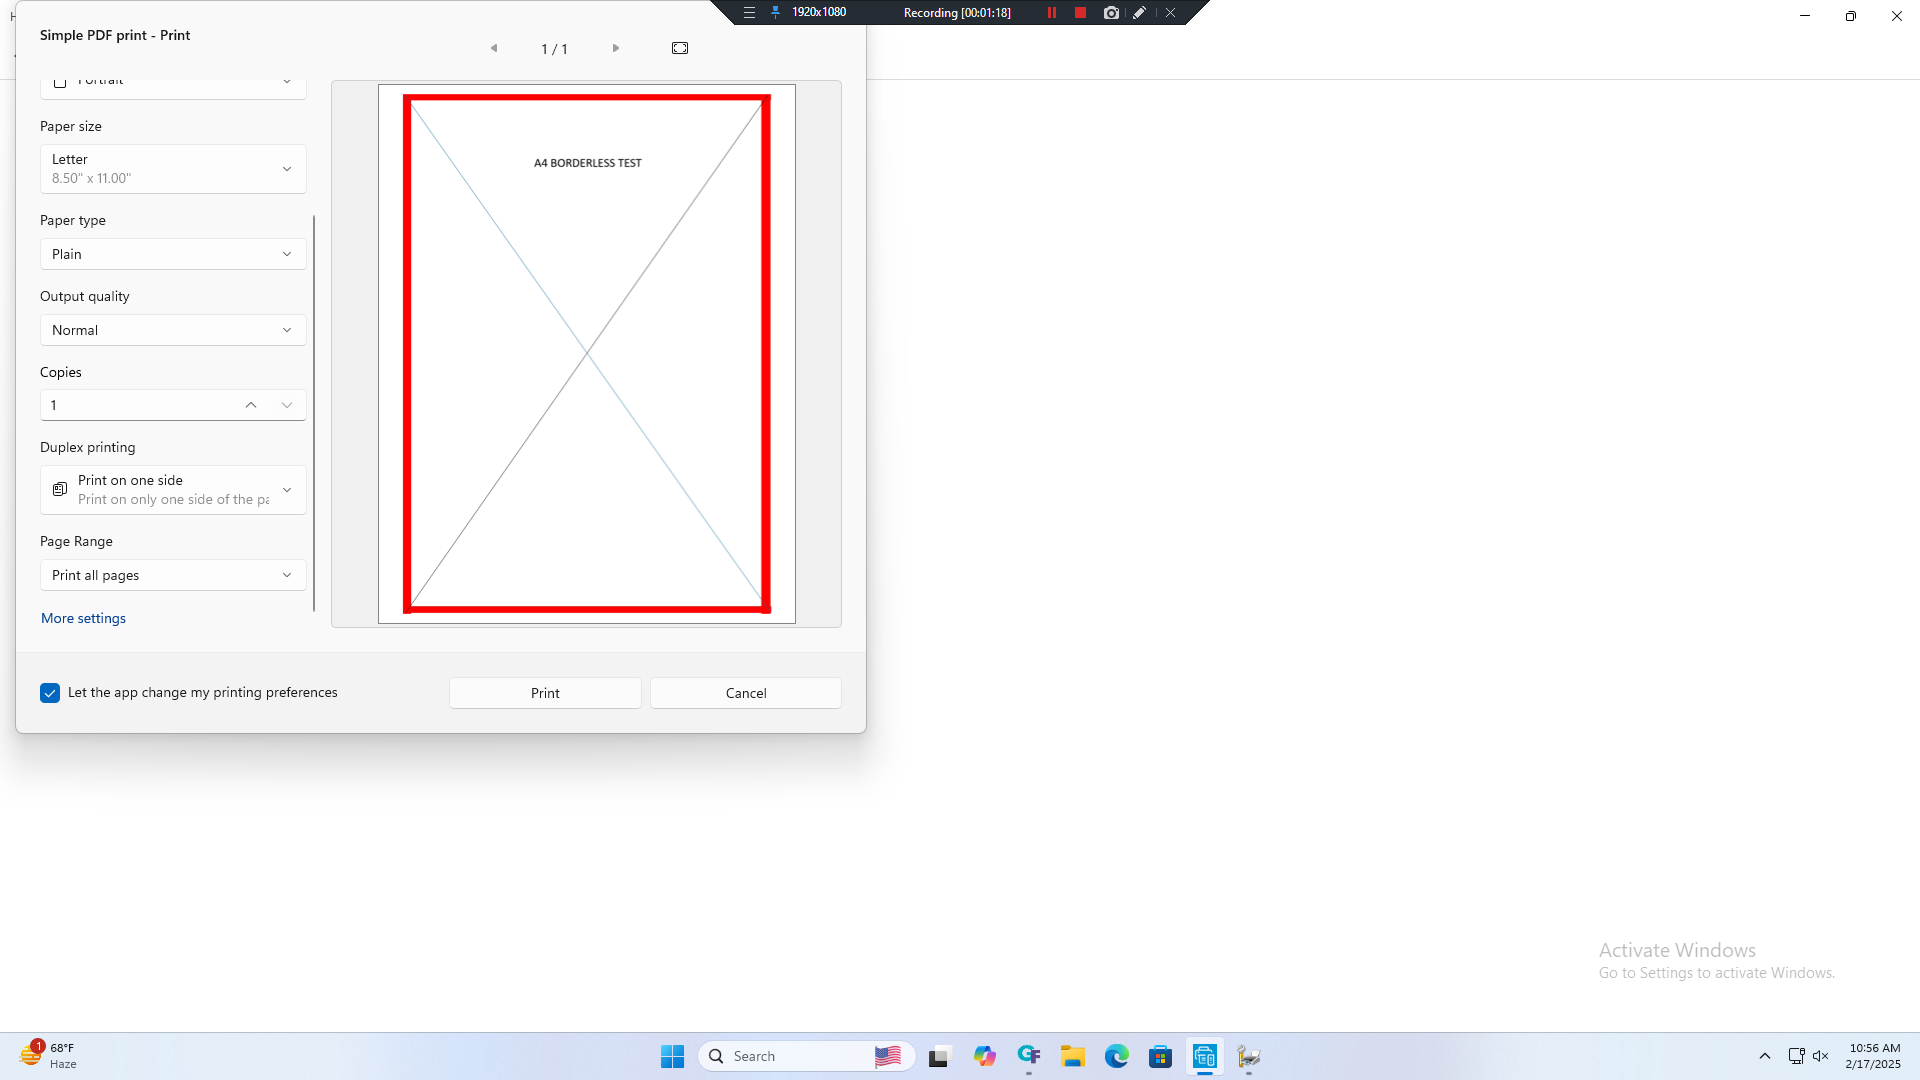 1920x1080
Recording [00:01:18]
Simple PDF print - Print
1 / 1
Portrait
Paper size
Letter
8.50" x 11.00"
Paper type
Plain
Output quality
Normal
Copies
1
Duplex printing
Print on one side
Print on only one side of the pa
Page Range
Print all pages
More settings
A4 BORDERLESS TEST
Let the app change my printing preferences
Print
Cancel
Activate Windows
Go to Settings to activate Windows.
1
68°F
Haze
Search
10:56 AM
2/17/2025